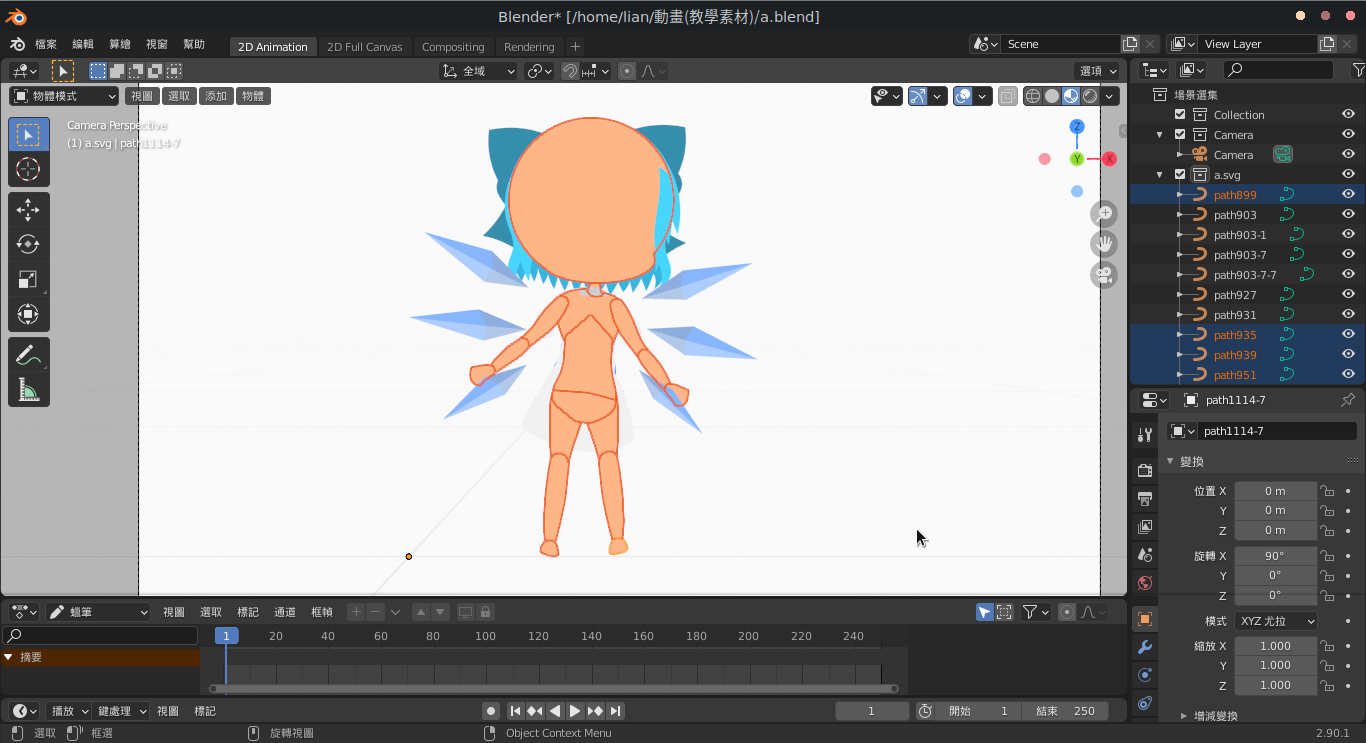 Blender* [/home/lian/動畫(教學素材)/a.blend]
檔案 編輯 算繪 視窗 幫助 2D Animation 2D Full Canvas Compositing Rendering + Scene View Layer
全域 選項
物體模式 視圖 選取 添加 物體
Camera Perspective
(1) a.svg | path1114-7
Z
Y X
場景選集
Collection
Camera
Camera
a.svg
path899
path903
path903-1
path903-7
path903-7-7
path927
path931
path935
path939
path951
path1114-7
path1114-7
變換
位置 X 0 m
Y 0 m
Z 0 m
旋轉 X 90°
Y 0°
Z 0°
模式 XYZ 尤拉
縮放 X 1.000
Y 1.000
Z 1.000
增減變換
蠟筆 視圖 選取 標記 通道 框幀
1 20 40 60 80 100 120 140 160 180 200 220 240
摘要
播放 鍵處理 視圖 標記 1 開始 1 結束 250
選取 框選 旋轉視圖 Object Context Menu 2.90.1